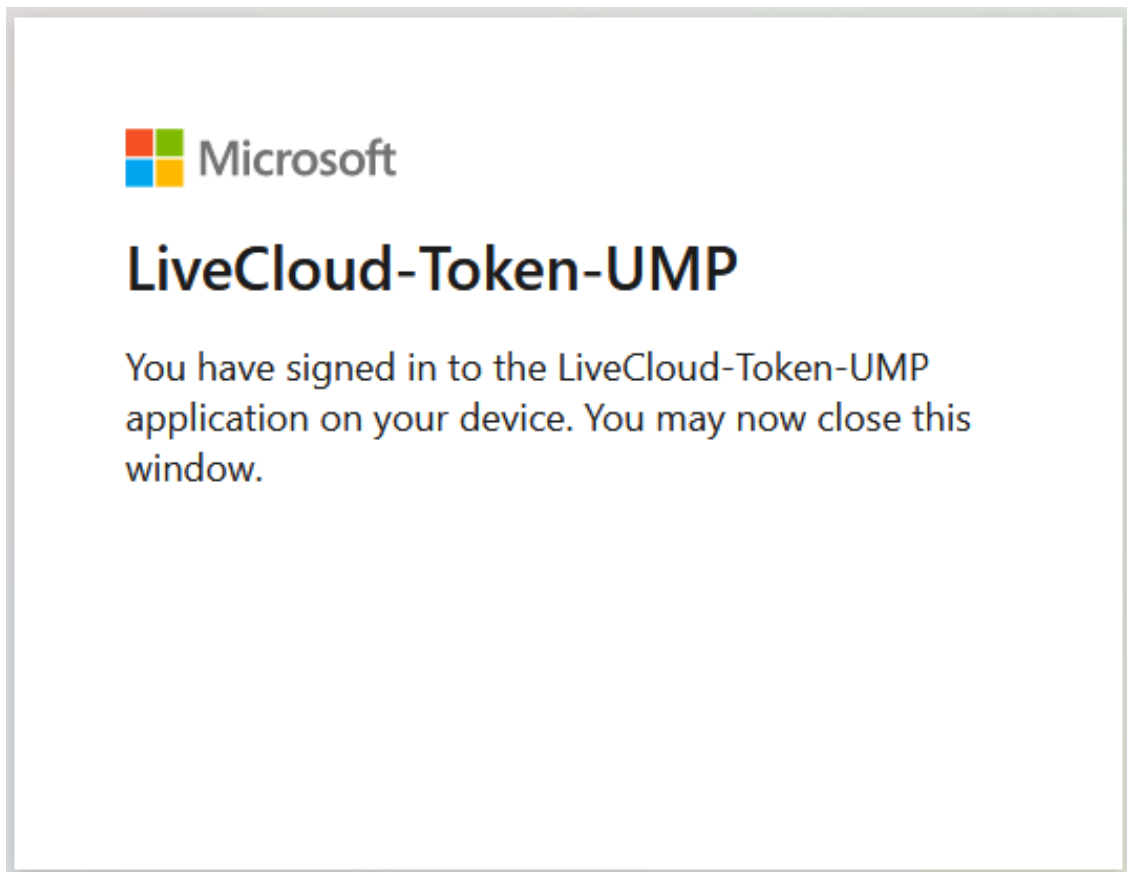 Microsoft
LiveCloud-Token-UMP
You have signed in to the LiveCloud-Token-UMP
application on your device. You may now close this
window.